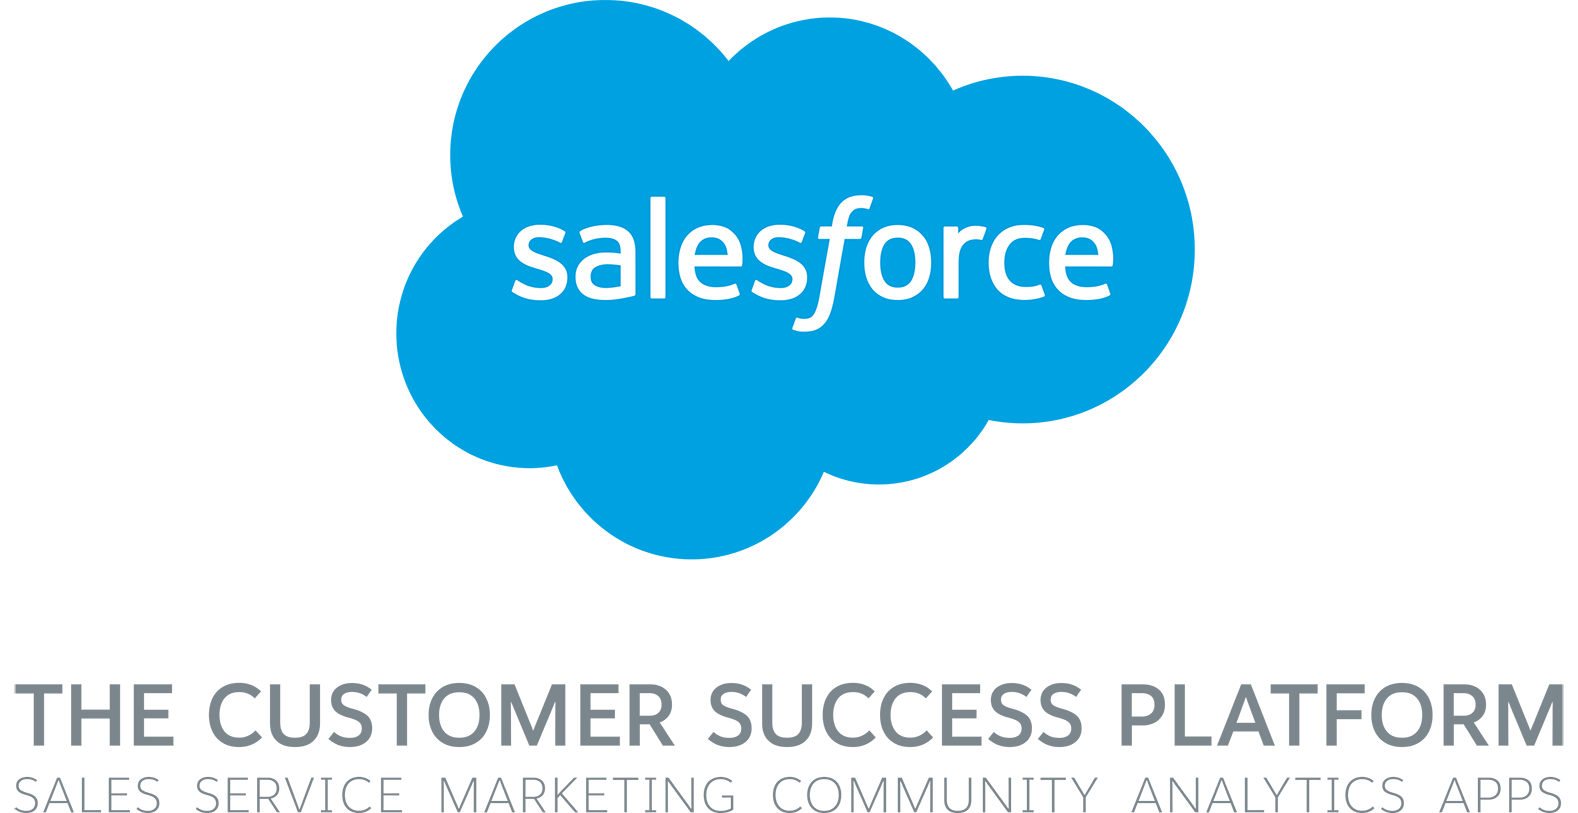 salesforce
THE CUSTOMER SUCCESS PLATFORM
SALES SERVICE MARKETING COMMUNITY ANALYTICS APPS